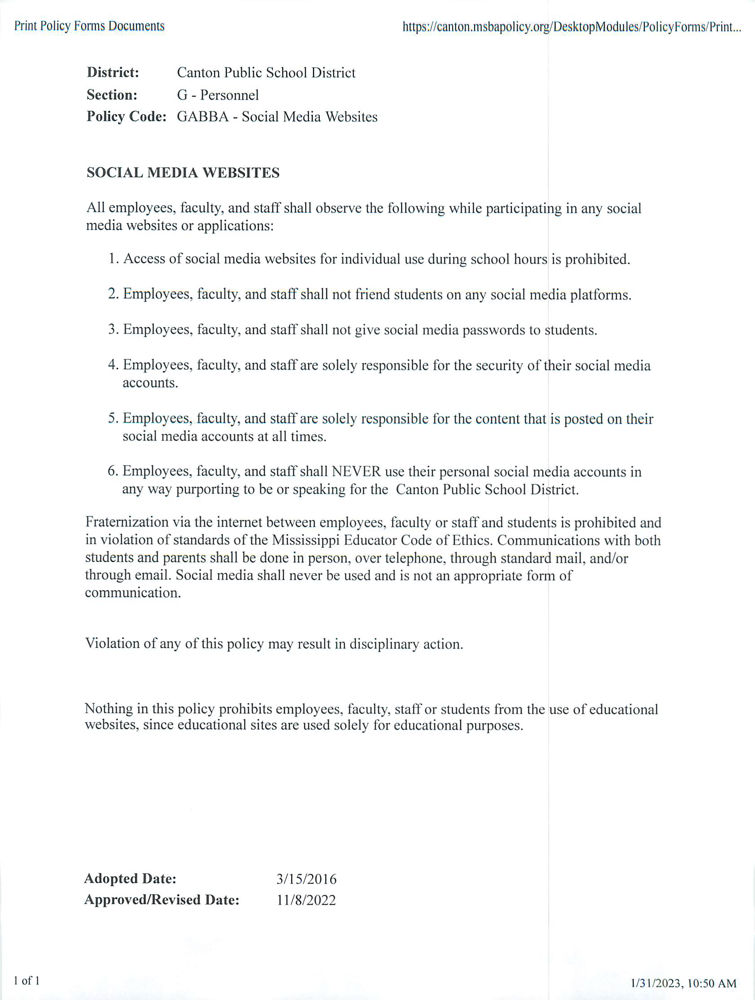 Print Policy Forms Documents
https://canton.msbapolicy.org/DesktopModules/PolicyForms/Print...
District: Canton Public School District
Section: G - Personnel
Policy Code: GABBA - Social Media Websites
SOCIAL MEDIA WEBSITES
All employees, faculty, and staff shall observe the following while participating in any social
media websites or applications:
1. Access of social media websites for individual use during school hours is prohibited.
2. Employees, faculty, and staff shall not friend students on any social media platforms.
3. Employees, faculty, and staff shall not give social media passwords to students.
4. Employees, faculty, and staff are solely responsible for the security of their social media
accounts.
5. Employees, faculty, and staff are solely responsible for the content that is posted on their
social media accounts at all times.
6. Employees, faculty, and staff shall NEVER use their personal social media accounts in
any way purporting to be or speaking for the  Canton Public School District.
Fraternization via the internet between employees, faculty or staff and students is prohibited and
in violation of standards of the Mississippi Educator Code of Ethics. Communications with both
students and parents shall be done in person, over telephone, through standard mail, and/or
through email. Social media shall never be used and is not an appropriate form of
communication.
Violation of any of this policy may result in disciplinary action.
Nothing in this policy prohibits employees, faculty, staff or students from the use of educational
websites, since educational sites are used solely for educational purposes.
Adopted Date: 3/15/2016
Approved/Revised Date: 11/8/2022
1 of 1
1/31/2023, 10:50 AM